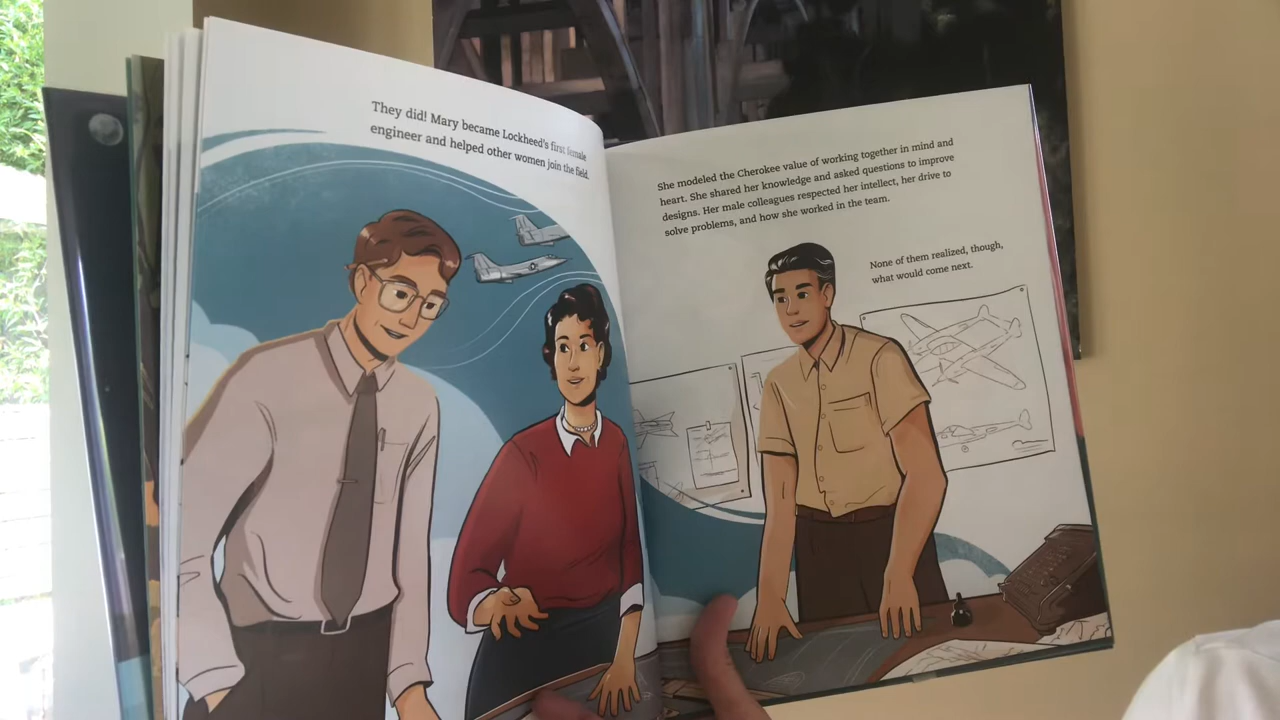 They did! Mary became Lockheed's first female
engineer and helped other women join the field.
She modeled the Cherokee value of working together in mind and
heart. She shared her knowledge and asked questions to improve
designs. Her male colleagues respected her intellect, her drive to
solve problems, and how she worked in the team.
None of them realized, though,
what would come next.